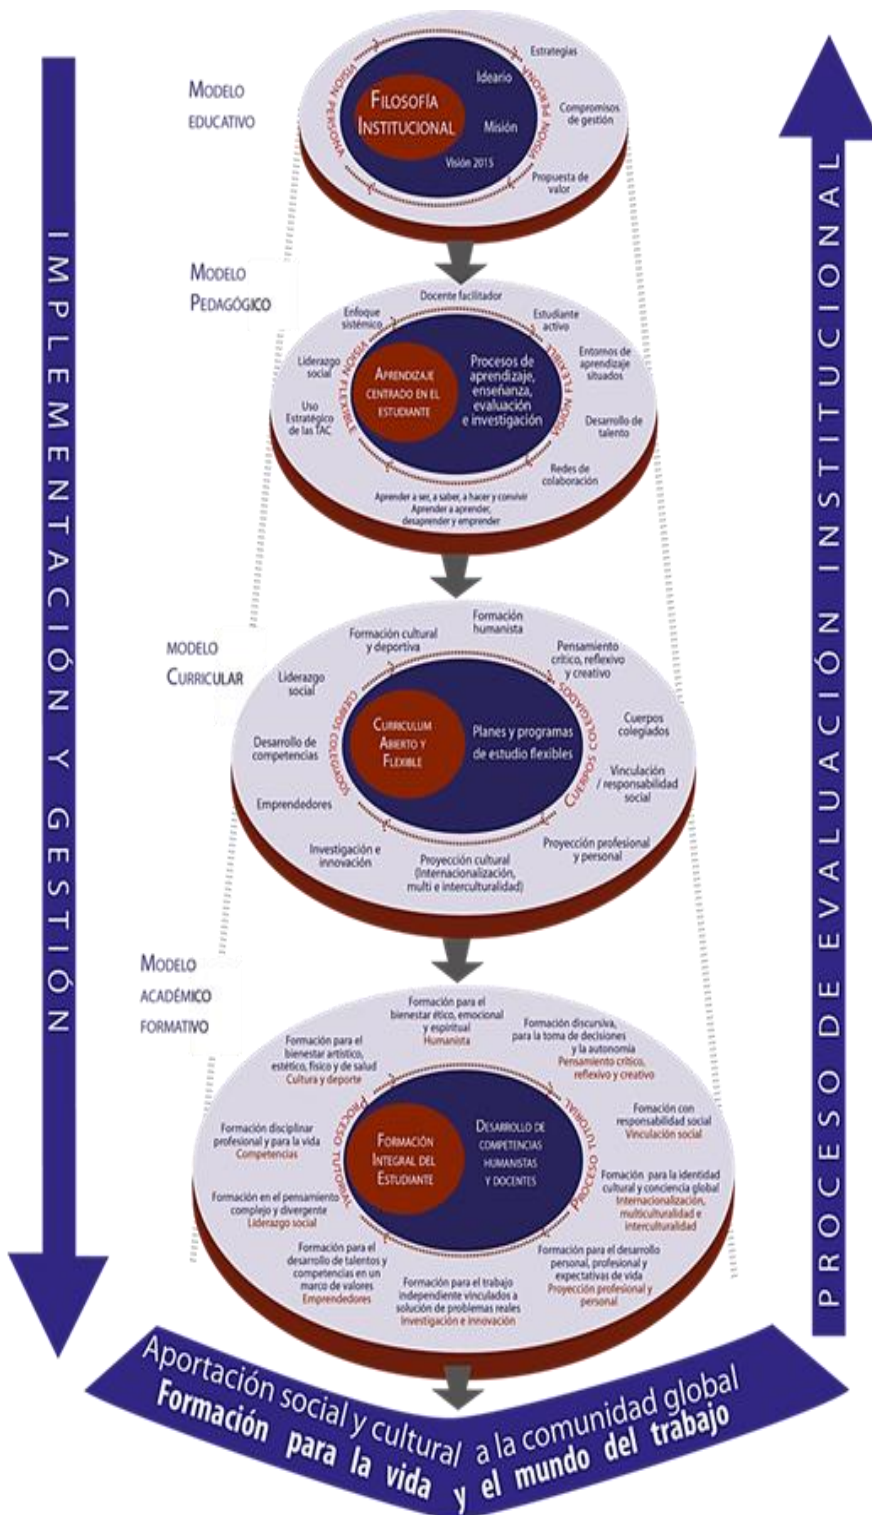 IMPLEMENTACIÓN Y GESTIÓN
PROCESO DE EVALUACIÓN INSTITUCIONAL
MODELO
EDUCATIVO
FILOSOFÍA
INSTITUCIONAL
Ideario
Misión
Visión 2015
VISIÓN PERSONA
VISIÓN PERSONA
Estrategias
Compromisos
de gestión
Propuesta de
valor
MODELO
PEDAGÓGICO
Docente facilitador
Enfoque
sistémico
Estudiante
activo
Liderazgo
social
Entornos de
aprendizaje
situados
Uso
Estratégico
de las TAC
Desarrollo de
talento
Redes de
colaboración
VISIÓN FLEXIBLE
VISIÓN FLEXIBLE
APRENDIZAJE
CENTRADO EN EL
ESTUDIANTE
Procesos de
aprendizaje,
enseñanza,
evaluación
e investigación
Aprender a ser, a saber, a hacer y convivir
Aprender a aprender,
desaprender y emprender
MODELO
CURRICULAR
Formación
humanista
Formación cultural
y deportiva
Pensamiento
crítico, reflexivo
y creativo
Liderazgo
social
Cuerpos
colegiados
Desarrollo de
competencias
Vinculación
/ responsabilidad
social
Emprendedores
Proyección profesional
y personal
Investigación e
innovación
Proyección cultural
(Internacionalización,
multi e interculturalidad)
CUERPOS COLEGIADOS
CUERPOS COLEGIADOS
CURRICULUM
ABIERTO Y
FLEXIBLE
Planes y programas
de estudio flexibles
MODELO
ACADÉMICO
FORMATIVO
Formación para el
bienestar ético, emocional
y espiritual
Humanista
Formación para el
bienestar artístico,
estético, físico y de salud
Cultura y deporte
Formación discursiva,
para la toma de decisiones
y la autonomía
Pensamiento crítico,
reflexivo y creativo
Formación disciplinar
profesional y para la vida
Competencias
Fomación con
responsabilidad social
Vinculación social
Formación en el pensamiento
complejo y divergente
Liderazgo social
Formación para la identidad
cultural y conciencia global
Internacionalización,
multiculturalidad e
interculturalidad
Formación para el
desarrollo de talentos y
competencias en un
marco de valores
Emprendedores
Formación para el trabajo
independiente vinculados a
solución de problemas reales
Investigación e innovación
Formación para el desarrollo
personal, profesional y
expectativas de vida
Proyección profesional y
personal
PROCESO TUTORIAL
PROCESO TUTORIAL
FORMACIÓN
INTEGRAL DEL
ESTUDIANTE
DESARROLLO DE
COMPETENCIAS
HUMANISTAS
Y DOCENTES
Aportación social y cultural a la comunidad global
Formación para la vida y el mundo del trabajo